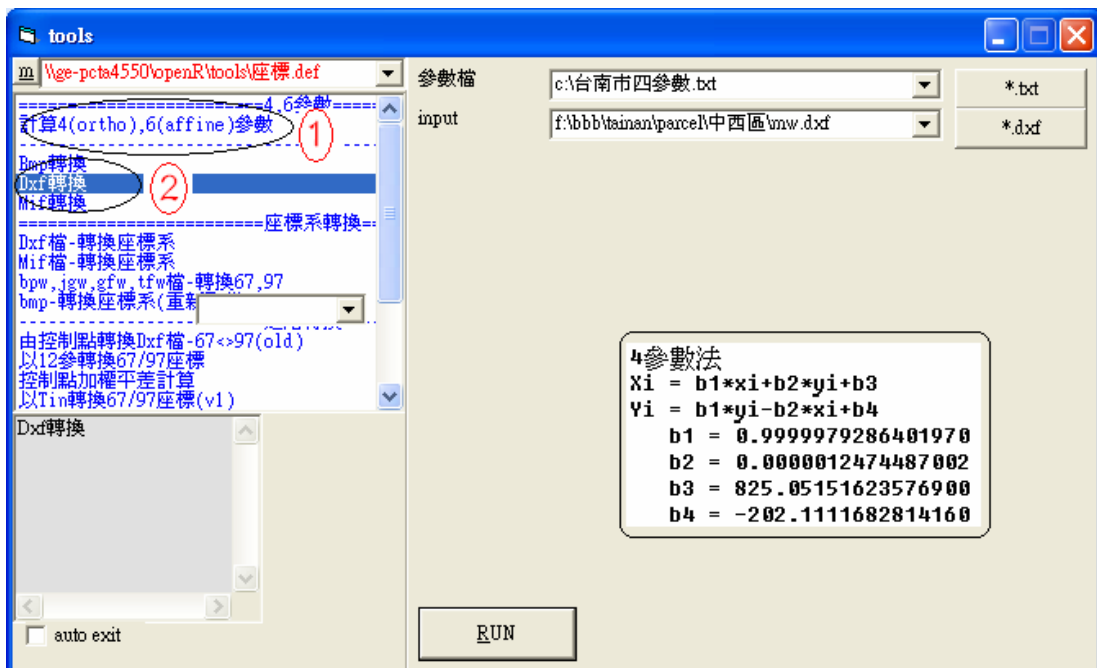 tools
m \\ge-pcta4550\openR\tools\座標.def
=========================4,6參數=====
計算4(ortho),6(affine)參數
1
Bmp轉換
Dxf轉換
2
Mif轉換
=========================座標系轉換==
Dxf檔-轉換座標系
Mif檔-轉換座標系
bpw,jgw,gfw,tfw檔-轉換67,97
bmp-轉換座標系(重新
由控制點轉換Dxf檔-67<>97(old)
以12參轉換67/97座標
控制點加權平差計算
以Tin轉換67/97座標(v1)
Dxf轉換
auto exit
參數檔 c:\台南市四參數.txt *.txt
input f:\bbb\tainan\parcel\中西區\mw.dxf *.dxf
4參數法
Xi = b1*xi+b2*yi+b3
Yi = b1*yi-b2*xi+b4
b1 = 0.9999979286401970
b2 = 0.0000012474487002
b3 = 825.05151623576900
b4 = -202.1111682814160
RUN